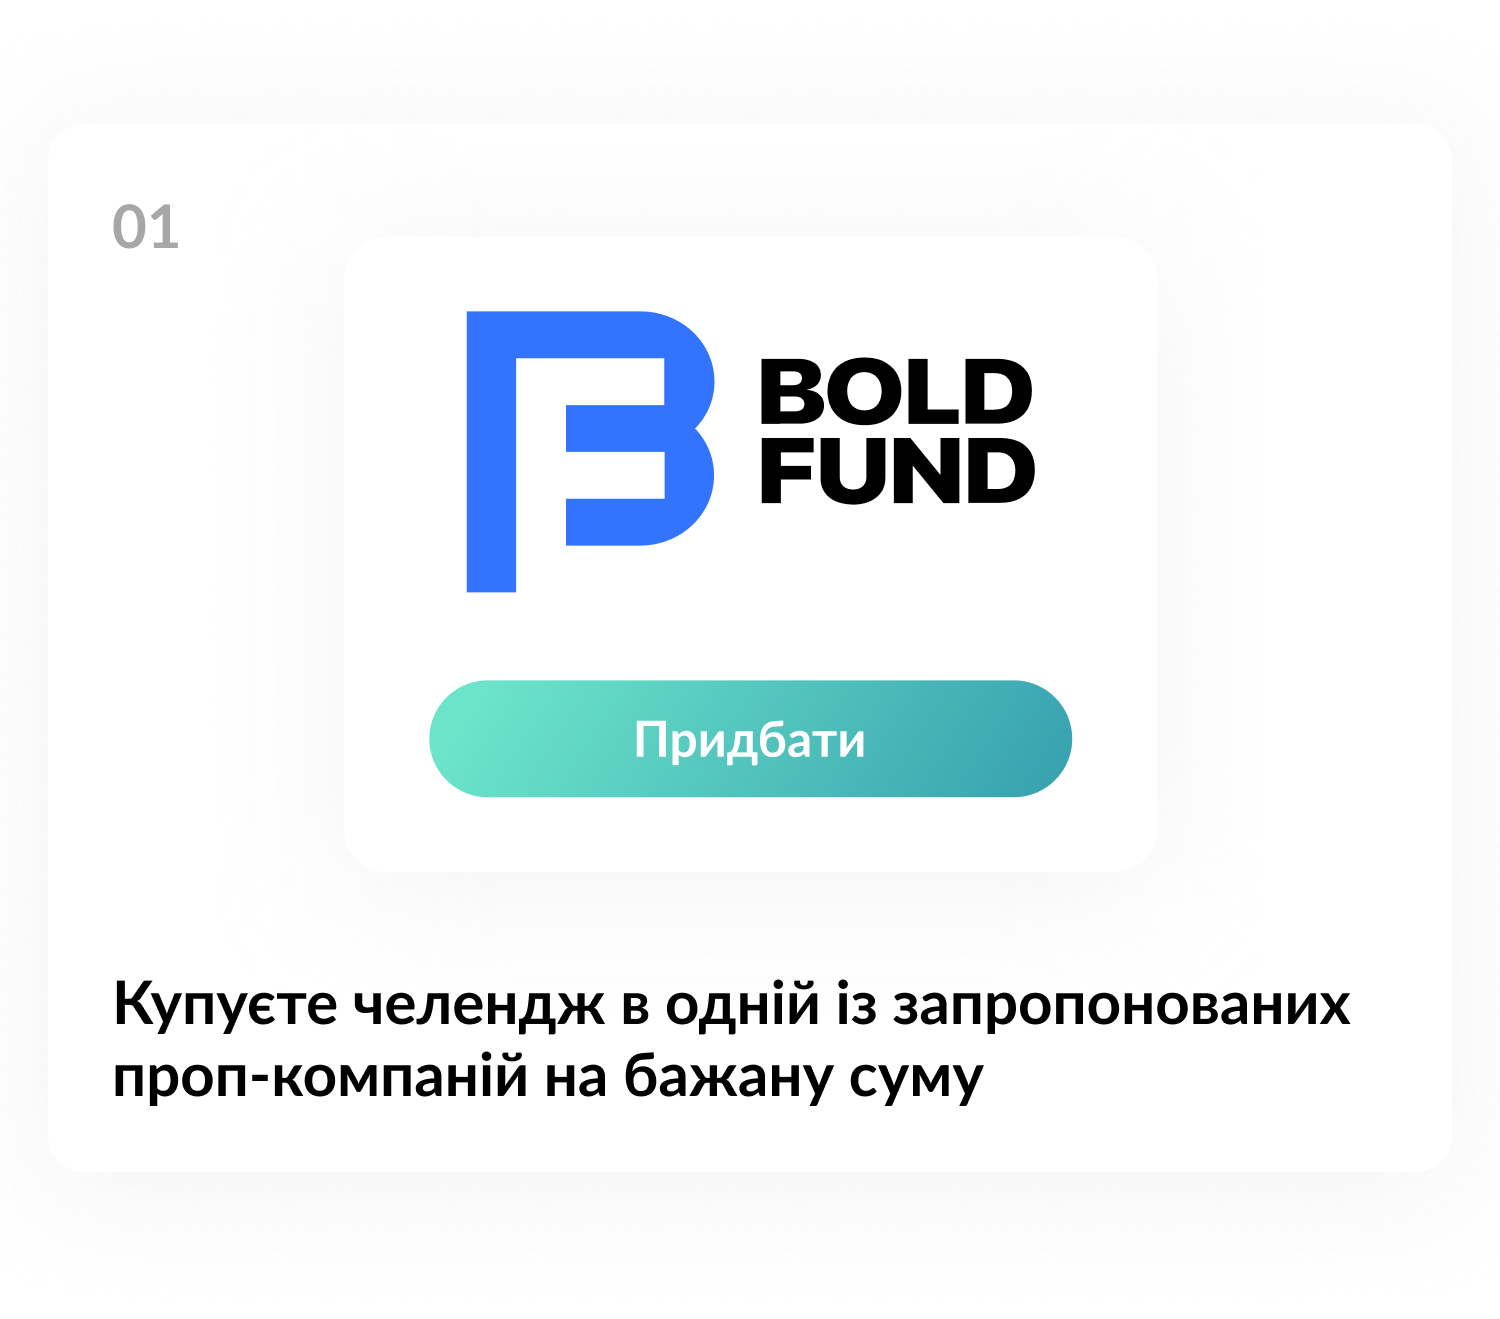 01
BOLD
FUND
Придбати
Купуєте челендж в одній із запропонованих
проп-компаній на бажану суму